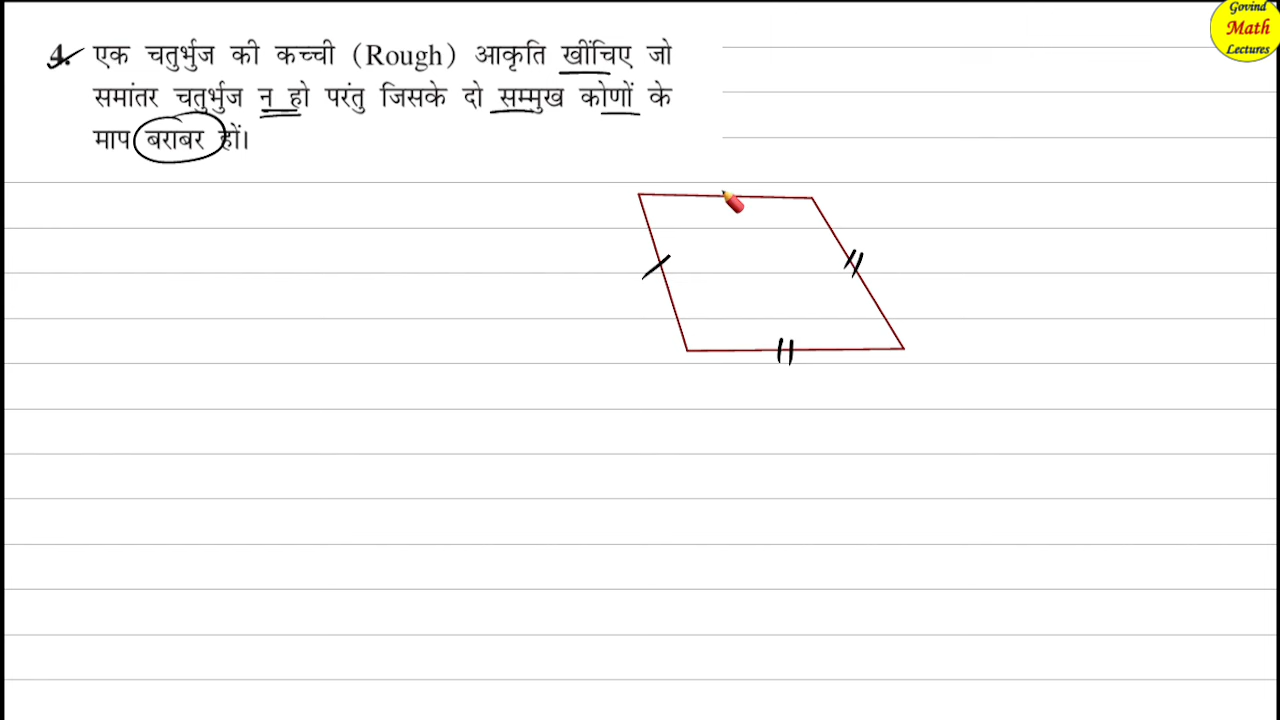 Govind
Math
Lectures
4. एक चतुर्भुज की कच्ची (Rough) आकृति खींचिए जो
समांतर चतुर्भुज न हो परंतु जिसके दो सम्मुख कोणों के
माप बराबर हों।